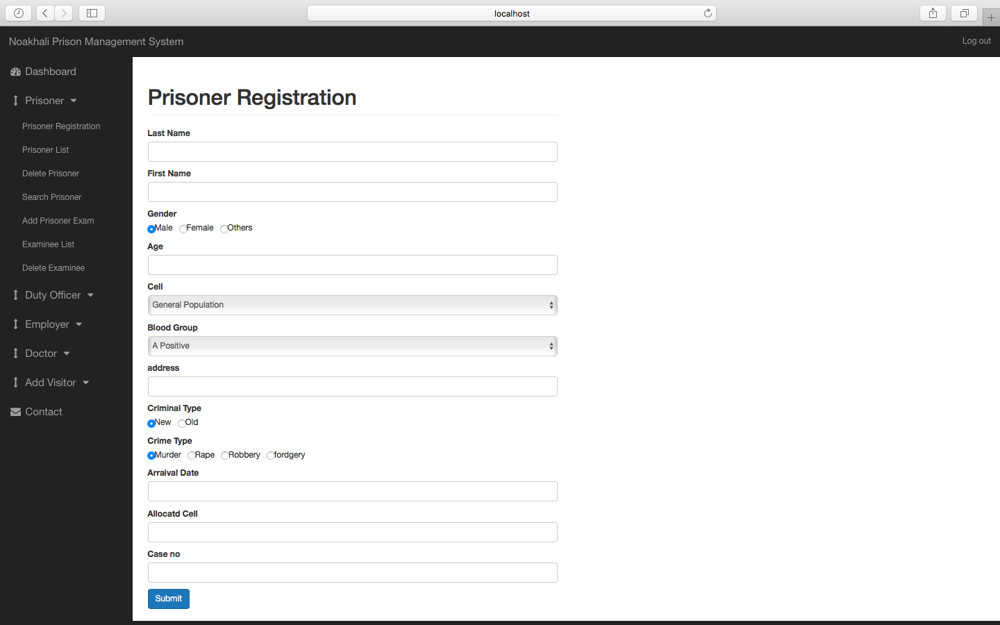 localhost
Noakhali Prison Management System
Log out
Dashboard
Prisoner
Prisoner Registration
Prisoner List
Delete Prisoner
Search Prisoner
Add Prisoner Exam
Examinee List
Delete Examinee
Duty Officer
Employer
Doctor
Add Visitor
Contact
Prisoner Registration
Last Name
First Name
Gender
Male Female Others
Age
Cell
General Population
Blood Group
A Positive
address
Criminal Type
New Old
Crime Type
Murder Rape Robbery fordgery
Arraival Date
Allocatd Cell
Case no
Submit